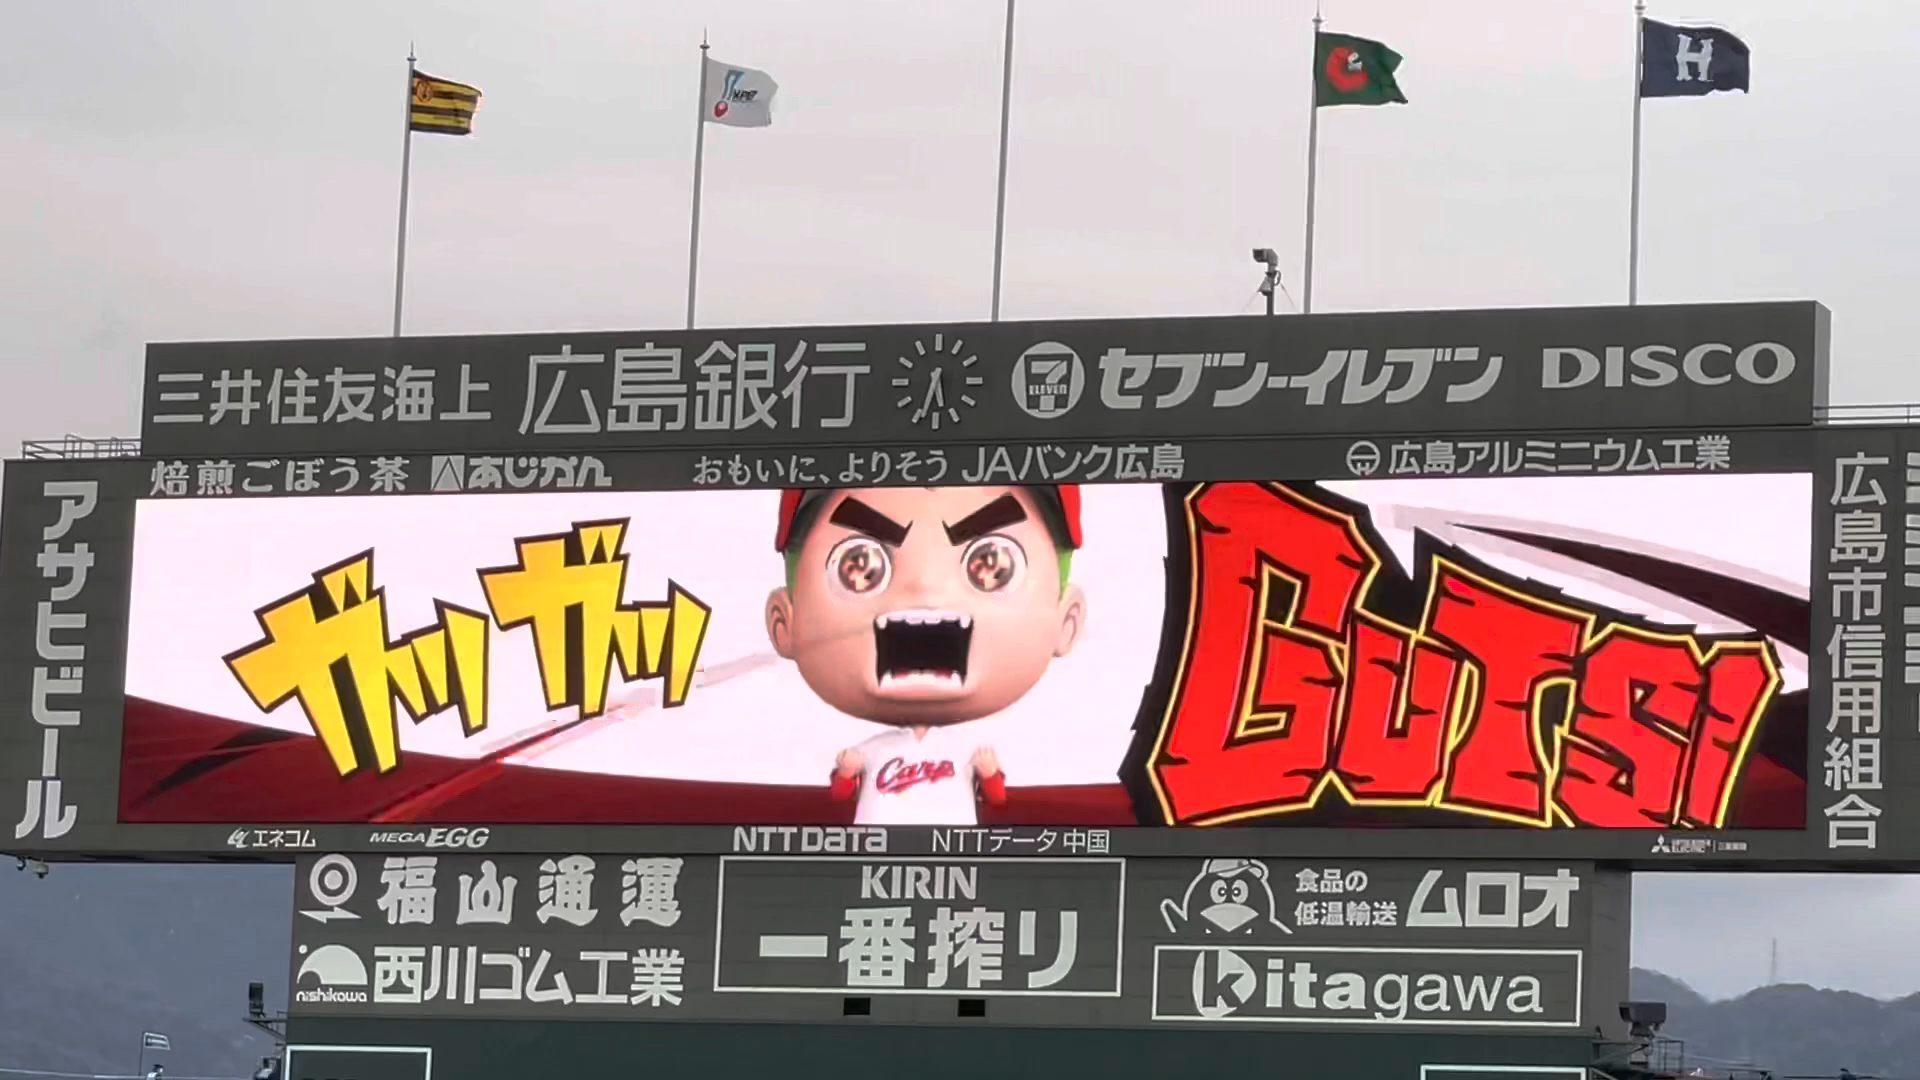 NPB
C
H
三井住友海上 広島銀行 7 ELEVEN セブン-イレブン DISCO
焙煎ごぼう茶 あじかん おもいに、よりそう JAバンク広島 広島アルミニウム工業
アサヒビール
ガッガッ
Carp
GUTS!
広島市信用組合
エネコム MEGA EGG NTT DATA NTTデータ中国
福山通運
nishikawa 西川ゴム工業
KIRIN
一番搾り
食品の
低温輸送 ムロオ
Kitagawa